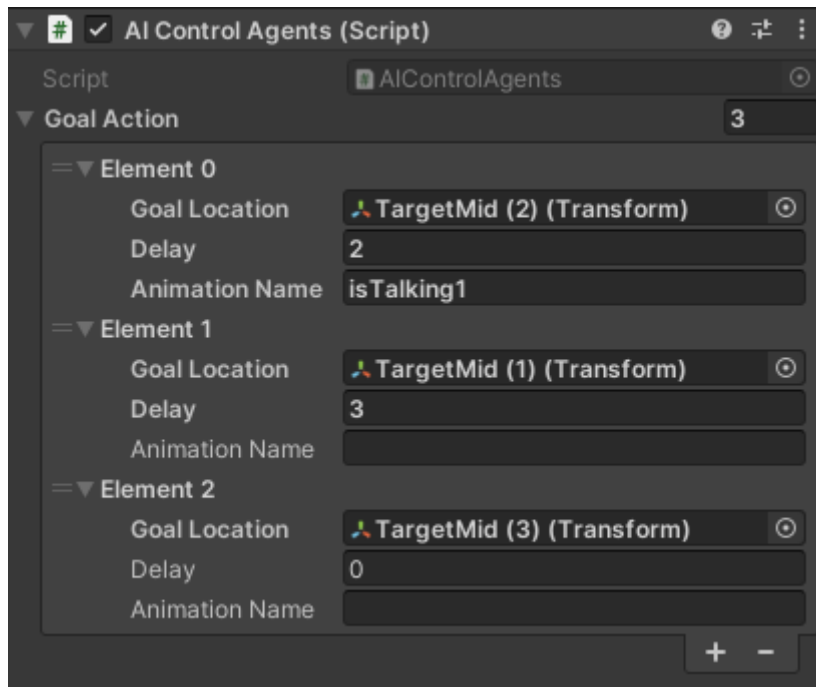 # AI Control Agents (Script)
Script # AIControlAgents
Goal Action 3
Element 0
Goal Location TargetMid (2) (Transform)
Delay 2
Animation Name isTalking1
Element 1
Goal Location TargetMid (1) (Transform)
Delay 3
Animation Name
Element 2
Goal Location TargetMid (3) (Transform)
Delay 0
Animation Name
+ −